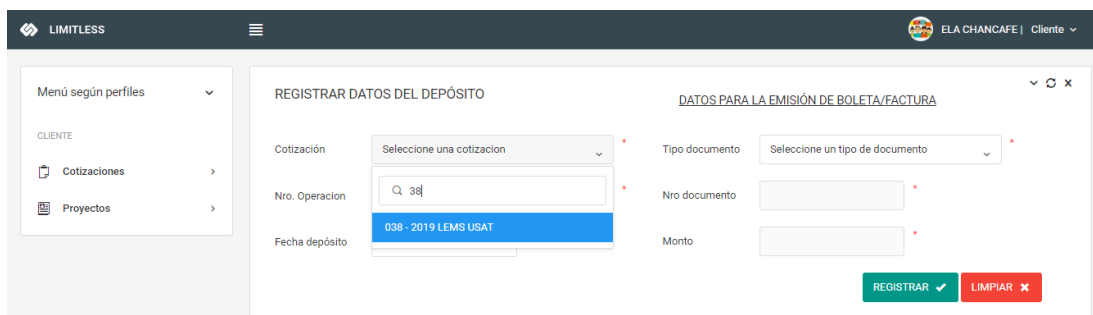 LIMITLESS
ELA CHANCAFE | Cliente
Menú según perfiles
CLIENTE
Cotizaciones
Proyectos
REGISTRAR DATOS DEL DEPÓSITO
DATOS PARA LA EMISIÓN DE BOLETA/FACTURA
Cotización
Seleccione una cotizacion
*
Tipo documento
Seleccione un tipo de documento
*
38
Nro. Operacion
*
Nro documento
*
038 - 2019 LEMS USAT
Fecha depósito
Monto
*
REGISTRAR
LIMPIAR